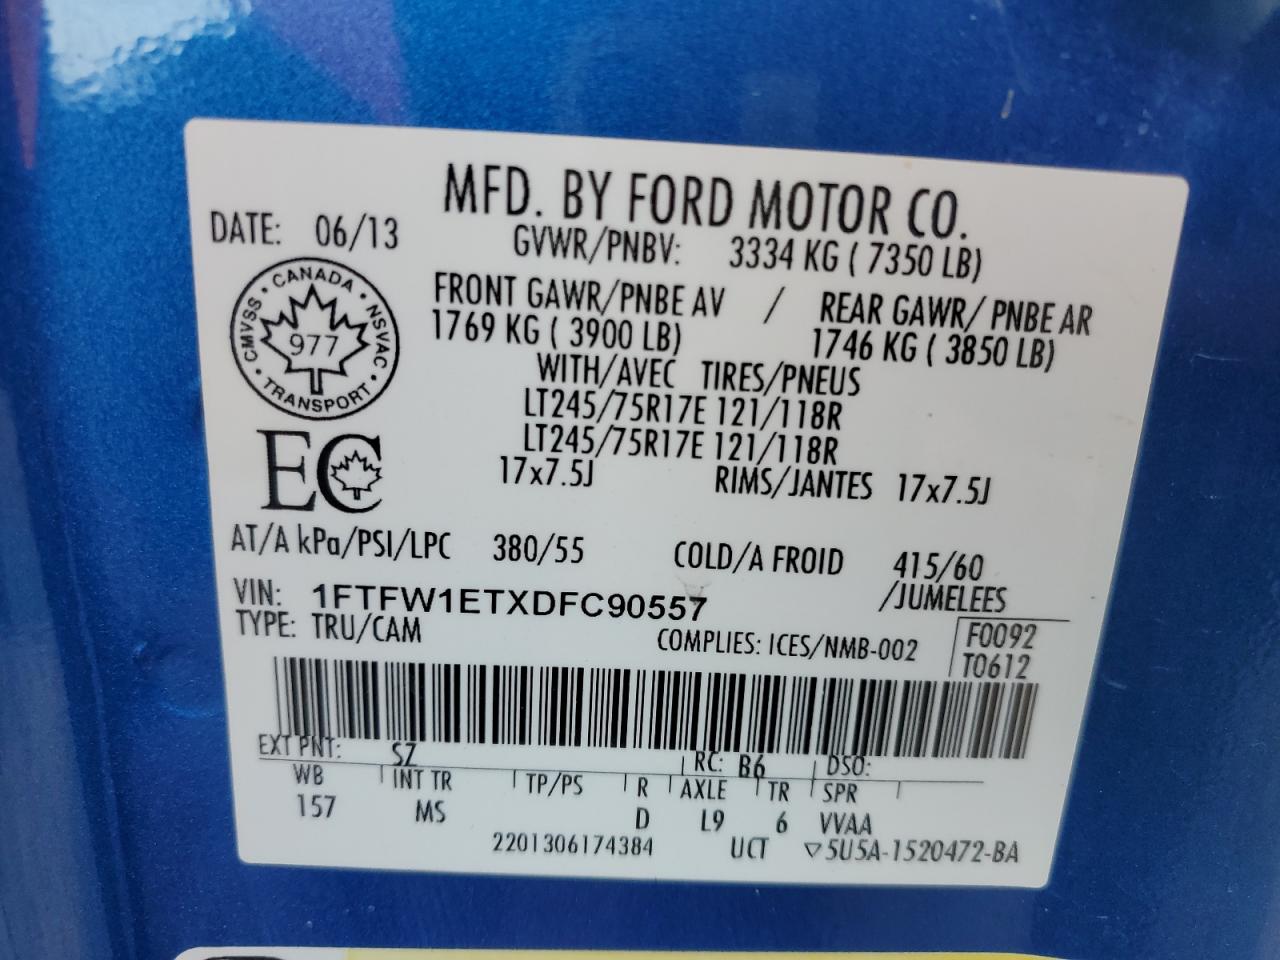 MFD. BY FORD MOTOR CO.
DATE: 06/13
GVWR/PNBV: 3334 KG ( 7350 LB)
FRONT GAWR/PNBE AV / REAR GAWR/ PNBE AR
1769 KG ( 3900 LB) 1746 KG ( 3850 LB)
WITH/AVEC TIRES/PNEUS
LT245/75R17E 121/118R
LT245/75R17E 121/118R
17x7.5J RIMS/JANTES 17x7.5J
CANADA
CMVSS · NSVAC
977
TRANSPORT
EC
AT/A kPa/PSI/LPC 380/55 COLD/A FROID 415/60
VIN: 1FTFW1ETXDFC90557 /JUMELEES
TYPE: TRU/CAM COMPLIES: ICES/NMB-002 F0092
T0612
EXT PNT: SZ RC: B6 DSO:
WB INT TR TP/PS R AXLE TR SPR
157 MS D L9 6 VVAA
2201306174384 UCT ▽5U5A-1520472-BA